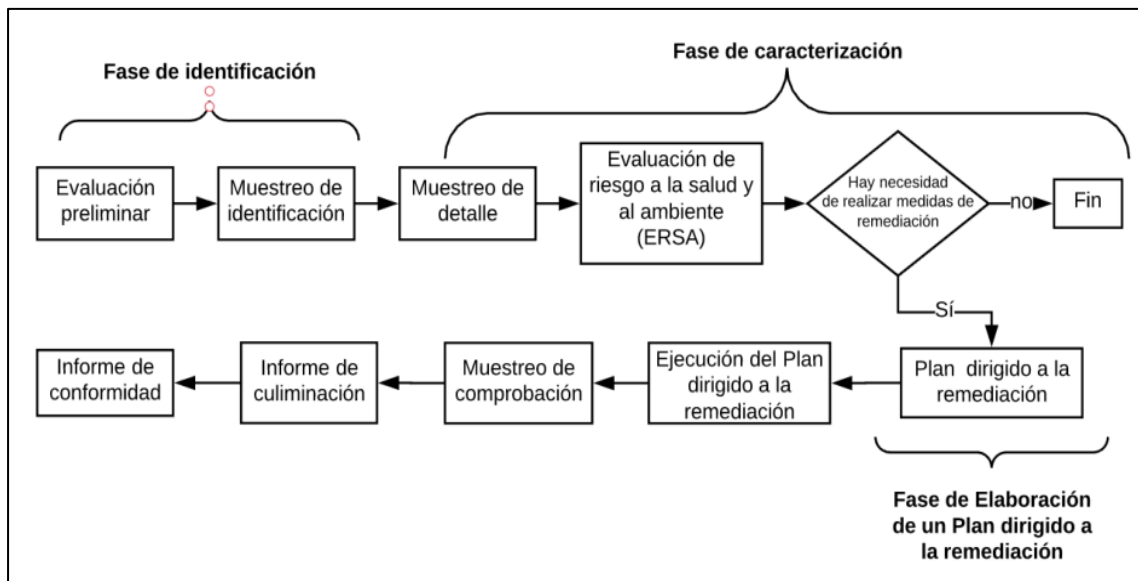 Fase de identificación
Fase de caracterización
Evaluación
preliminar
Muestreo de
identificación
Muestreo de
detalle
Evaluación de
riesgo a la salud y
al ambiente
(ERSA)
Hay necesidad
de realizar medidas de
remediación
no
Fin
Sí
Informe de
conformidad
Informe de
culiminación
Muestreo de
comprobación
Ejecución del Plan
dirigido a la
remediación
Plan dirigido a la
remediación
Fase de Elaboración
de un Plan dirigido a
la remediación